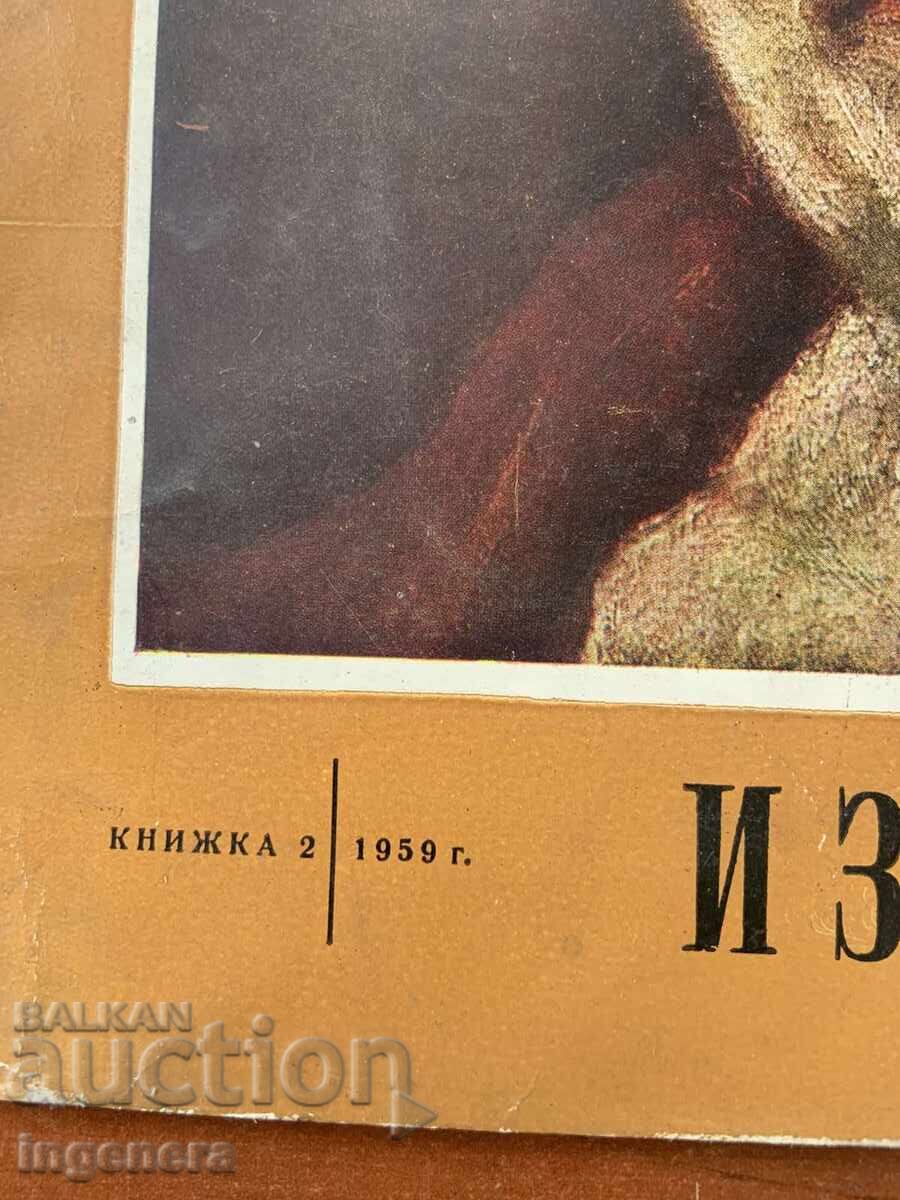 КНИЖКА 2 | 1959 г.
ИЗ
BALKAN
auction
ingenera